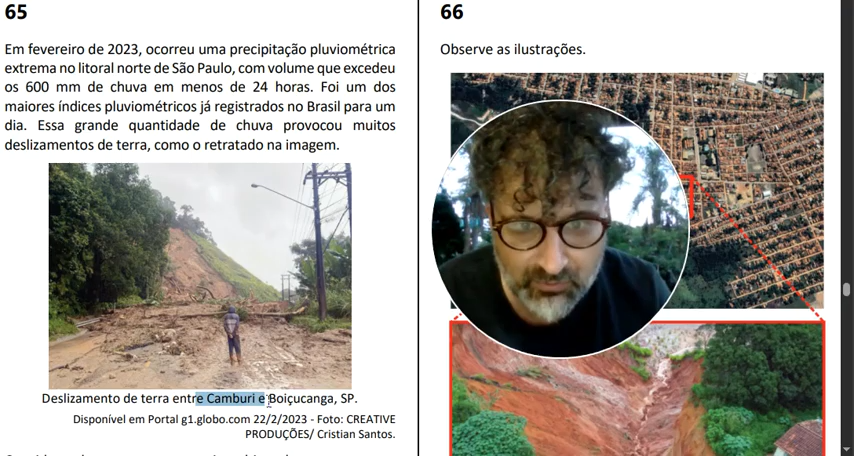 65
Em fevereiro de 2023, ocorreu uma precipitação pluviométrica
extrema no litoral norte de São Paulo, com volume que excedeu
os 600 mm de chuva em menos de 24 horas. Foi um dos
maiores índices pluviométricos já registrados no Brasil para um
dia. Essa grande quantidade de chuva provocou muitos
deslizamentos de terra, como o retratado na imagem.
Deslizamento de terra entre Camburi e Boiçucanga, SP.
Disponível em Portal g1.globo.com 22/2/2023 - Foto: CREATIVE
PRODUÇÕES/ Cristian Santos.
66
Observe as ilustrações.